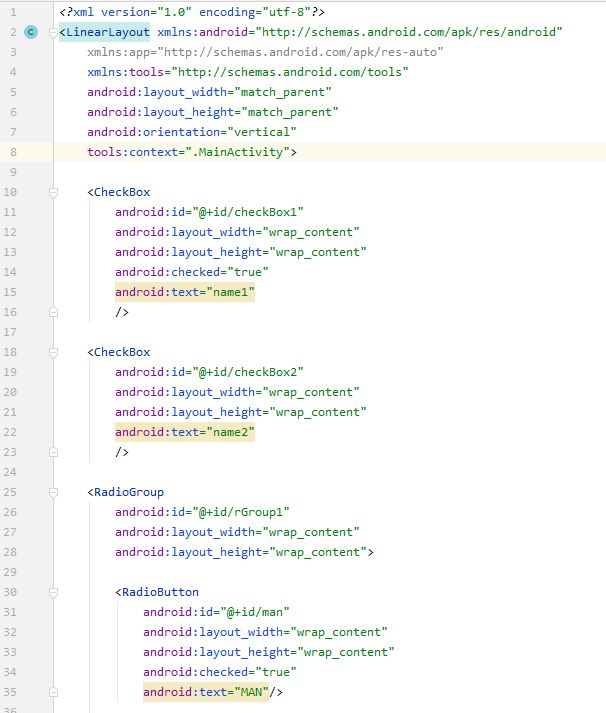 1 <?xml version="1.0" encoding="utf-8"?>
2 C <LinearLayout xmlns:android="http://schemas.android.com/apk/res/android"
3     xmlns:app="http://schemas.android.com/apk/res-auto"
4     xmlns:tools="http://schemas.android.com/tools"
5     android:layout_width="match_parent"
6     android:layout_height="match_parent"
7     android:orientation="vertical"
8     tools:context=".MainActivity">
9
10     <CheckBox
11         android:id="@+id/checkBox1"
12         android:layout_width="wrap_content"
13         android:layout_height="wrap_content"
14         android:checked="true"
15         android:text="name1"
16         />
17
18     <CheckBox
19         android:id="@+id/checkBox2"
20         android:layout_width="wrap_content"
21         android:layout_height="wrap_content"
22         android:text="name2"
23         />
24
25     <RadioGroup
26         android:id="@+id/rGroup1"
27         android:layout_width="wrap_content"
28         android:layout_height="wrap_content">
29
30         <RadioButton
31             android:id="@+id/man"
32             android:layout_width="wrap_content"
33             android:layout_height="wrap_content"
34             android:checked="true"
35             android:text="MAN"/>
36